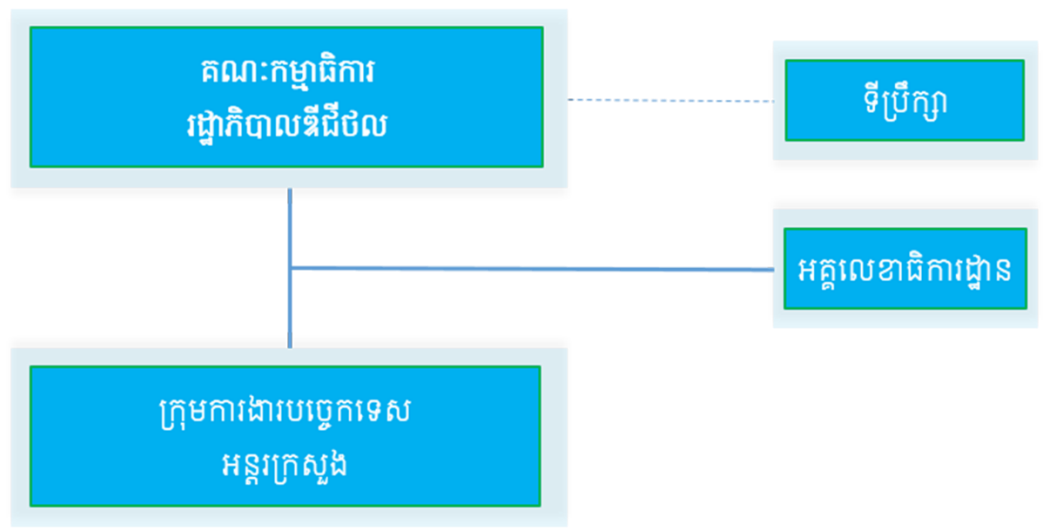 គណៈកម្មាធិការ
រដ្ឋាភិបាលឌីជីថល
ទីប្រឹក្សា
អគ្គលេខាធិការដ្ឋាន
ក្រុមការងារបច្ចេកទេស
អន្តរក្រសួង